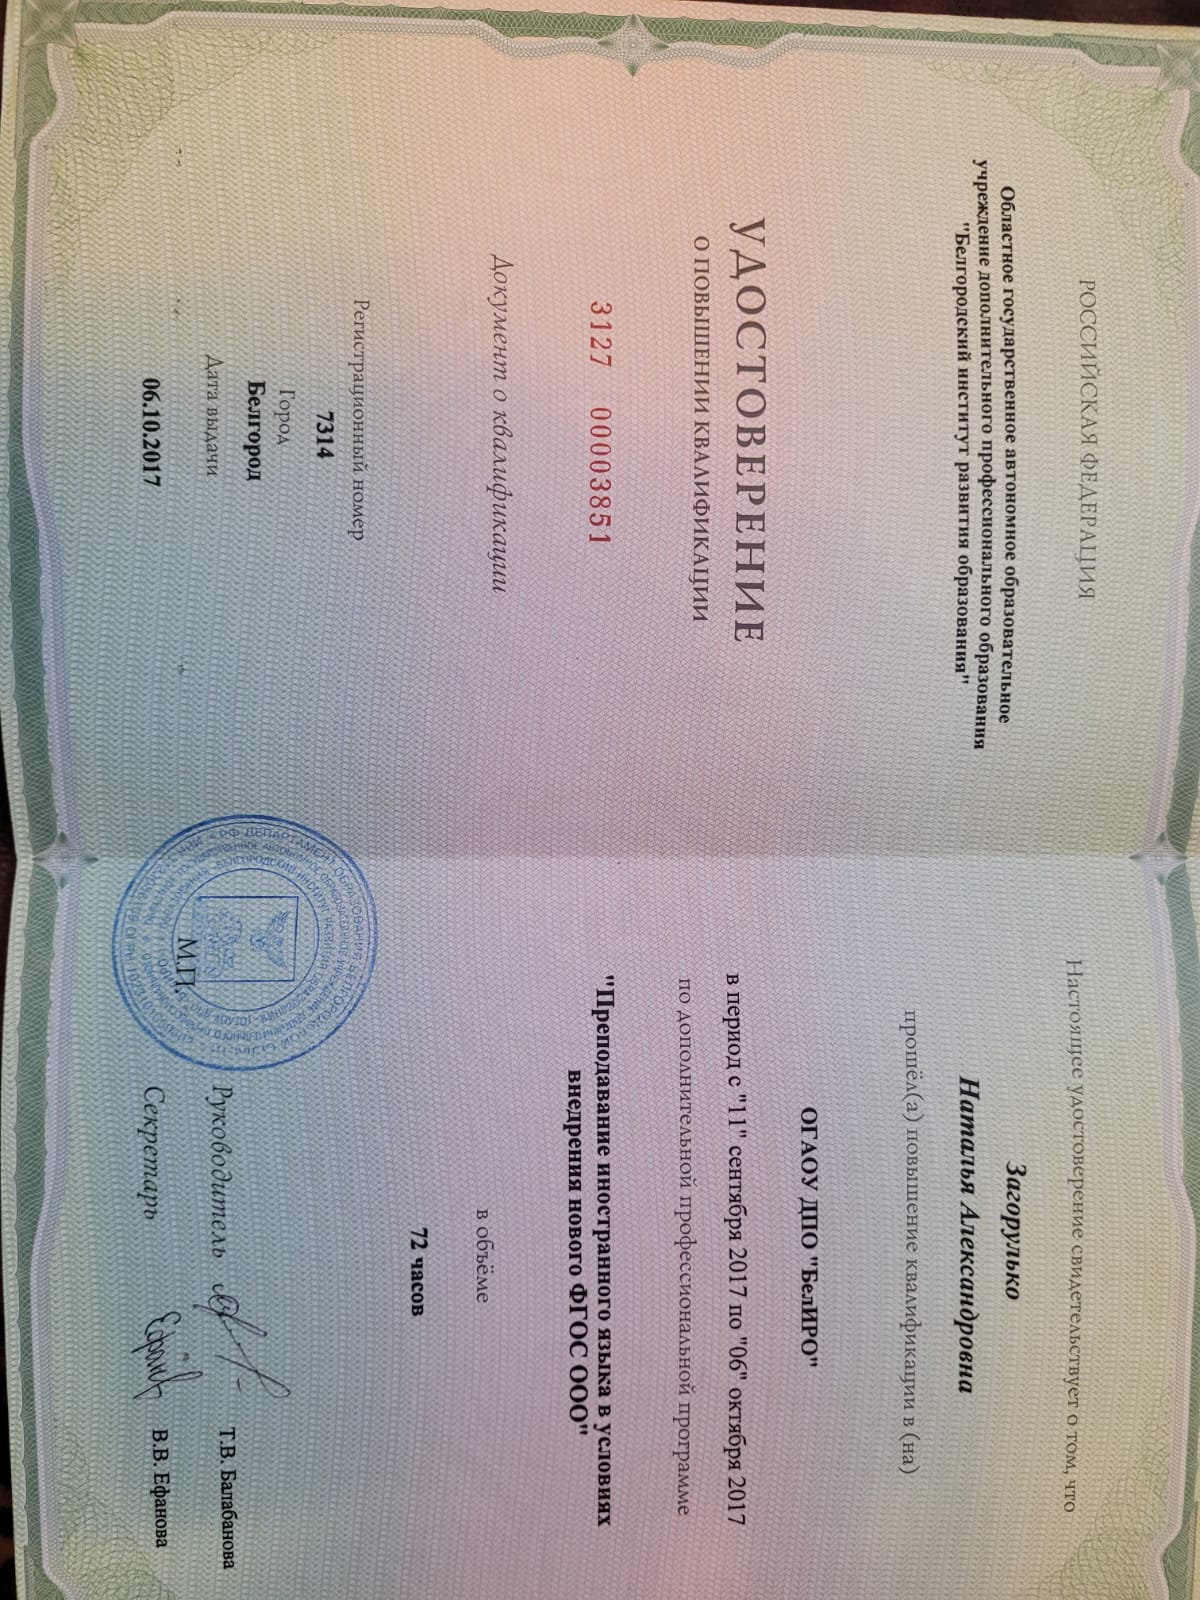 РОССИЙСКАЯ ФЕДЕРАЦИЯ
Областное государственное автономное образовательное
учреждение дополнительного профессионального образования
"Белгородский институт развития образования"
УДОСТОВЕРЕНИЕ
О ПОВЫШЕНИИ КВАЛИФИКАЦИИ
3127 00003851
Документ о квалификации
Регистрационный номер
7314
Город
Белгород
Дата выдачи
06.10.2017
Настоящее удостоверение свидетельствует о том, что
Загорулько
Наталья Александровна
прошёл(а) повышение квалификации в (на)
ОГАОУ ДПО "БелИРО"
в период с "11" сентября 2017 по "06" октября 2017
по дополнительной профессиональной программе
"Преподавание иностранного языка в условиях
внедрения нового ФГОС ООО"
в объёме
72 часов
М.П.
Руководитель Т.В. Балабанова
Секретарь В.В. Ефанова